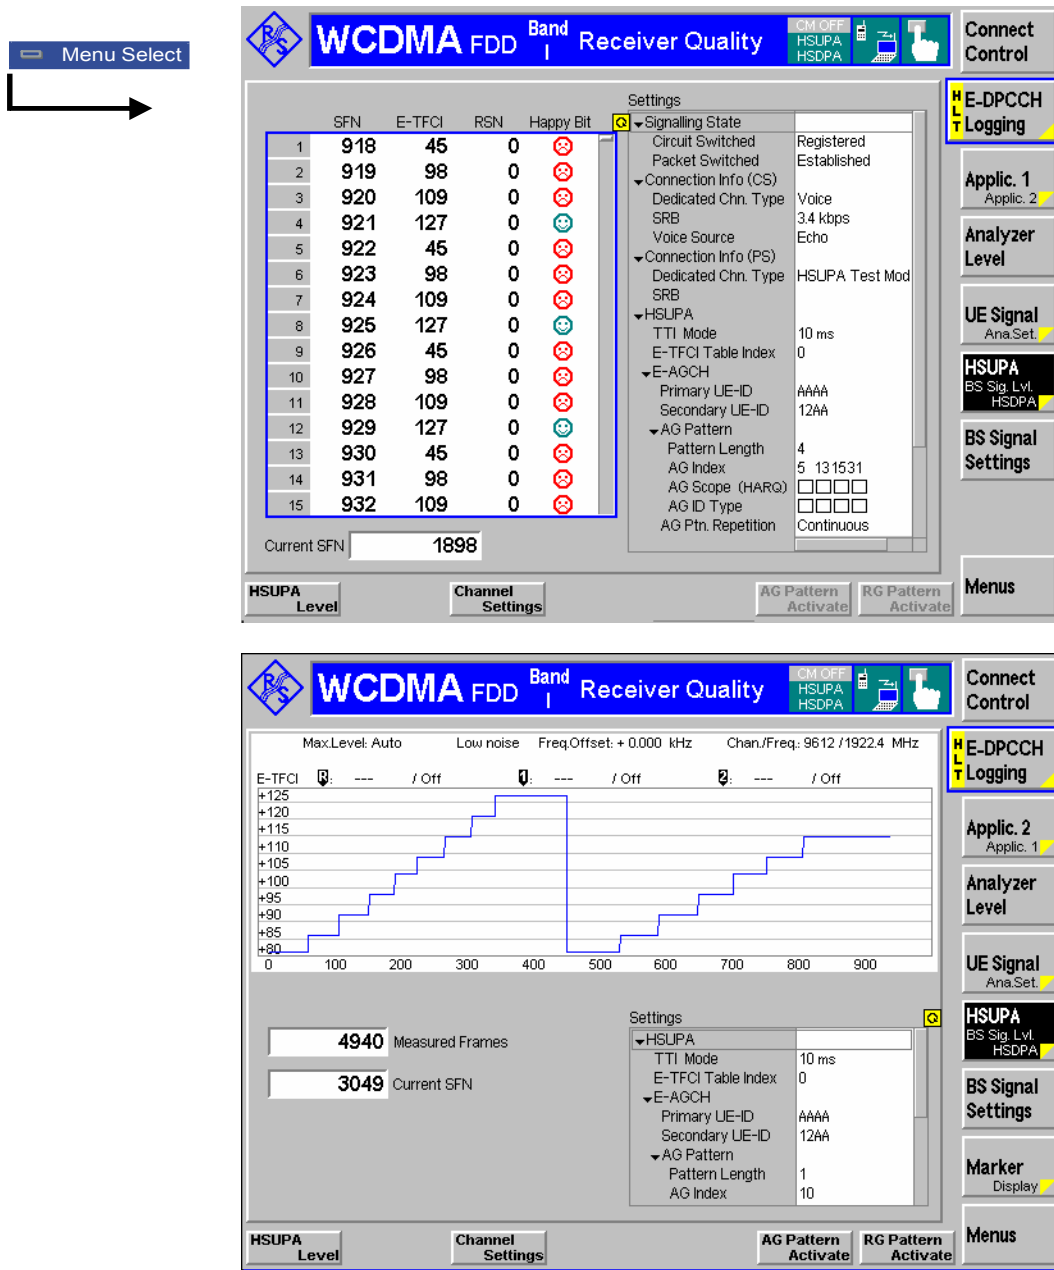 Menu Select
R S
WCDMA FDD Band I Receiver Quality
CM OFF
HSUPA
HSDPA
Connect Control
HLT E-DPCCH Logging
Applic. 1
Applic. 2
Analyzer Level
UE Signal
Ana.Set.
HSUPA
BS Sig. Lvl.
HSDPA
BS Signal Settings
Menus
SFN E-TFCI RSN Happy Bit
1 918 45 0
2 919 98 0
3 920 109 0
4 921 127 0
5 922 45 0
6 923 98 0
7 924 109 0
8 925 127 0
9 926 45 0
10 927 98 0
11 928 109 0
12 929 127 0
13 930 45 0
14 931 98 0
15 932 109 0
Current SFN 1898
Settings
Signalling State
Circuit Switched Registered
Packet Switched Established
Connection Info (CS)
Dedicated Chn. Type Voice
SRB 3.4 kbps
Voice Source Echo
Connection Info (PS)
Dedicated Chn. Type HSUPA Test Mod
SRB
HSUPA
TTI Mode 10 ms
E-TFCI Table Index 0
E-AGCH
Primary UE-ID AAAA
Secondary UE-ID 12AA
AG Pattern
Pattern Length 4
AG Index 5 131531
AG Scope (HARQ)
AG ID Type
AG Ptn. Repetition Continuous
HSUPA Level
Channel Settings
AG Pattern Activate
RG Pattern Activate
R S
WCDMA FDD Band I Receiver Quality
CM OFF
HSUPA
HSDPA
Connect Control
HLT E-DPCCH Logging
Applic. 2
Applic. 1
Analyzer Level
UE Signal
Ana.Set.
HSUPA
BS Sig. Lvl.
HSDPA
BS Signal Settings
Marker
Display
Menus
Max.Level: Auto Low noise Freq.Offset: + 0.000 kHz Chan./Freq.: 9612 / 1922.4 MHz
E-TFCI R: --- / Off 1: --- / Off 2: --- / Off
+125
+120
+115
+110
+105
+100
+95
+90
+85
+80
0 100 200 300 400 500 600 700 800 900
4940 Measured Frames
3049 Current SFN
Settings
HSUPA
TTI Mode 10 ms
E-TFCI Table Index 0
E-AGCH
Primary UE-ID AAAA
Secondary UE-ID 12AA
AG Pattern
Pattern Length 1
AG Index 10
HSUPA Level
Channel Settings
AG Pattern Activate
RG Pattern Activate